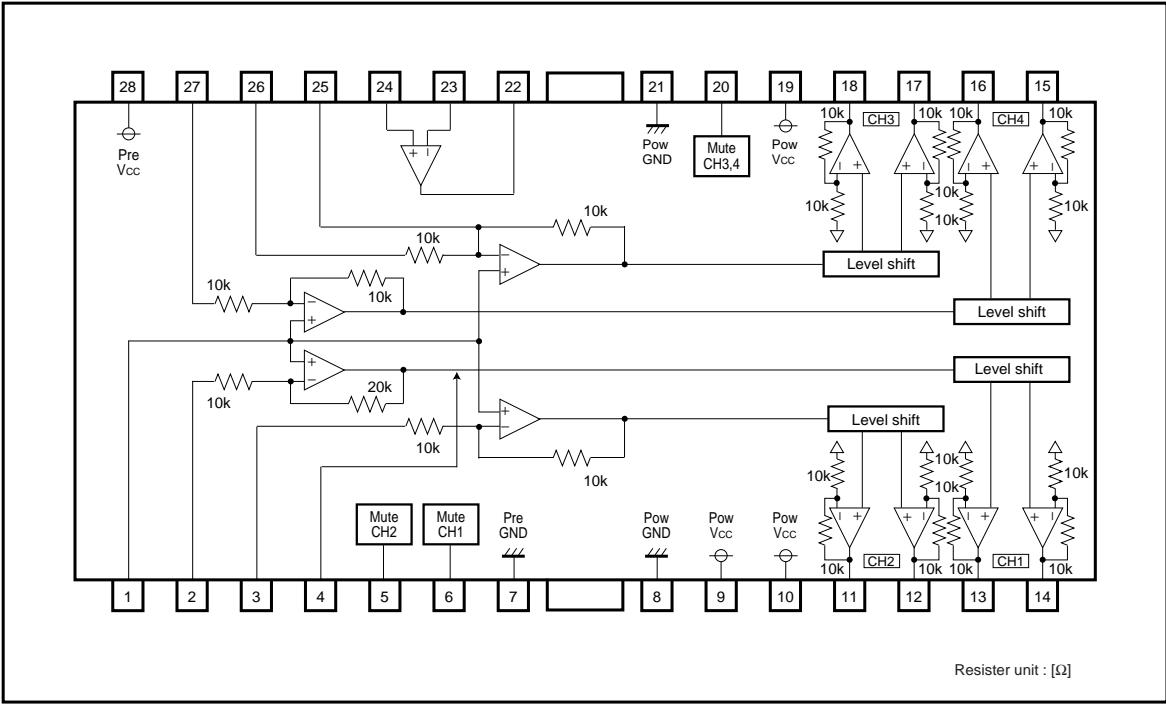 28 27 26 25 24 23 22 21 20 19 18 17 16 15
Pre
Vcc
+ −
Pow
GND
Mute
CH3,4
Pow
Vcc
10k CH3 10k 10k CH4 10k
− + + − − + + −
10k 10k 10k 10k
10k
10k
10k
−
+
Level shift
10k
10k
−
+
Level shift
+
−
20k
10k
Level shift
+
−
10k
10k
Level shift
10k 10k 10k 10k
− + + − − + + −
10k CH2 10k 10k CH1 10k
Mute
CH2
Mute
CH1
Pre
GND
Pow
GND
Pow
Vcc
Pow
Vcc
1 2 3 4 5 6 7 8 9 10 11 12 13 14
Resister unit : [Ω]